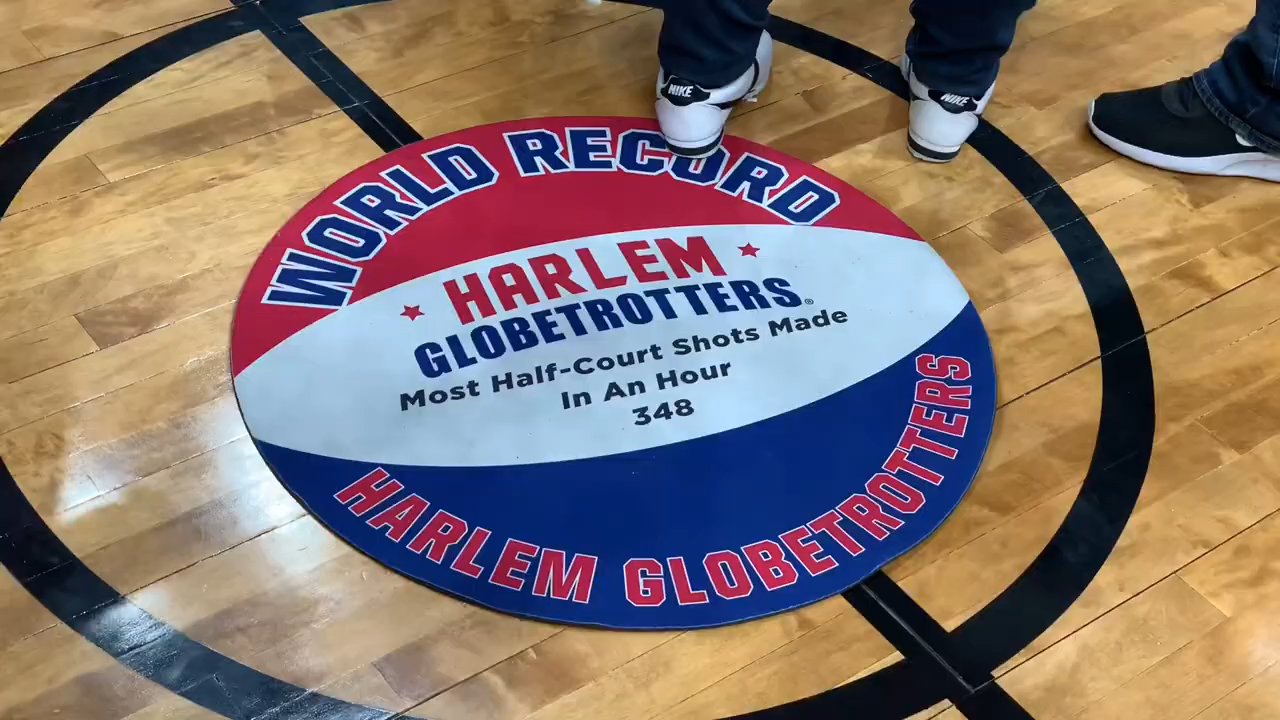 WORLD RECORD
HARLEM
GLOBETROTTERS®
Most Half-Court Shots Made
In An Hour
348
HARLEM GLOBETROTTERS
NIKE
NIKE